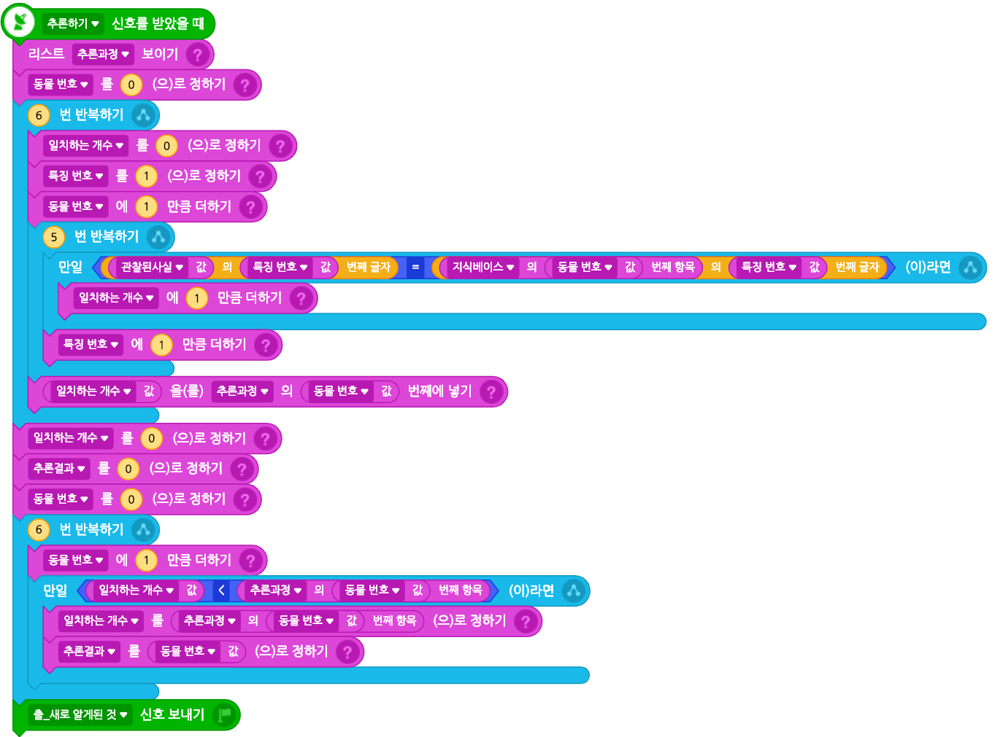 추론하기 신호를 받았을 때
리스트 추론과정 보이기 ?
동물 번호 를 0 (으)로 정하기 ?
6 번 반복하기
일치하는 개수 를 0 (으)로 정하기 ?
특징 번호 를 1 (으)로 정하기 ?
동물 번호 에 1 만큼 더하기 ?
5 번 반복하기
만일 관찰된사실 값 의 특징 번호 값 번째 글자 = 지식베이스 의 동물 번호 값 번째 항목 의 특징 번호 값 번째 글자 (이)라면
일치하는 개수 에 1 만큼 더하기 ?
특징 번호 에 1 만큼 더하기 ?
일치하는 개수 값 을(를) 추론과정 의 동물 번호 값 번째에 넣기 ?
일치하는 개수 를 0 (으)로 정하기 ?
추론결과 를 0 (으)로 정하기 ?
동물 번호 를 0 (으)로 정하기 ?
6 번 반복하기
동물 번호 에 1 만큼 더하기 ?
만일 일치하는 개수 값 < 추론과정 의 동물 번호 값 번째 항목 (이)라면
일치하는 개수 를 추론과정 의 동물 번호 값 번째 항목 (으)로 정하기 ?
추론결과 를 동물 번호 값 (으)로 정하기 ?
출_새로 알게된 것 신호 보내기